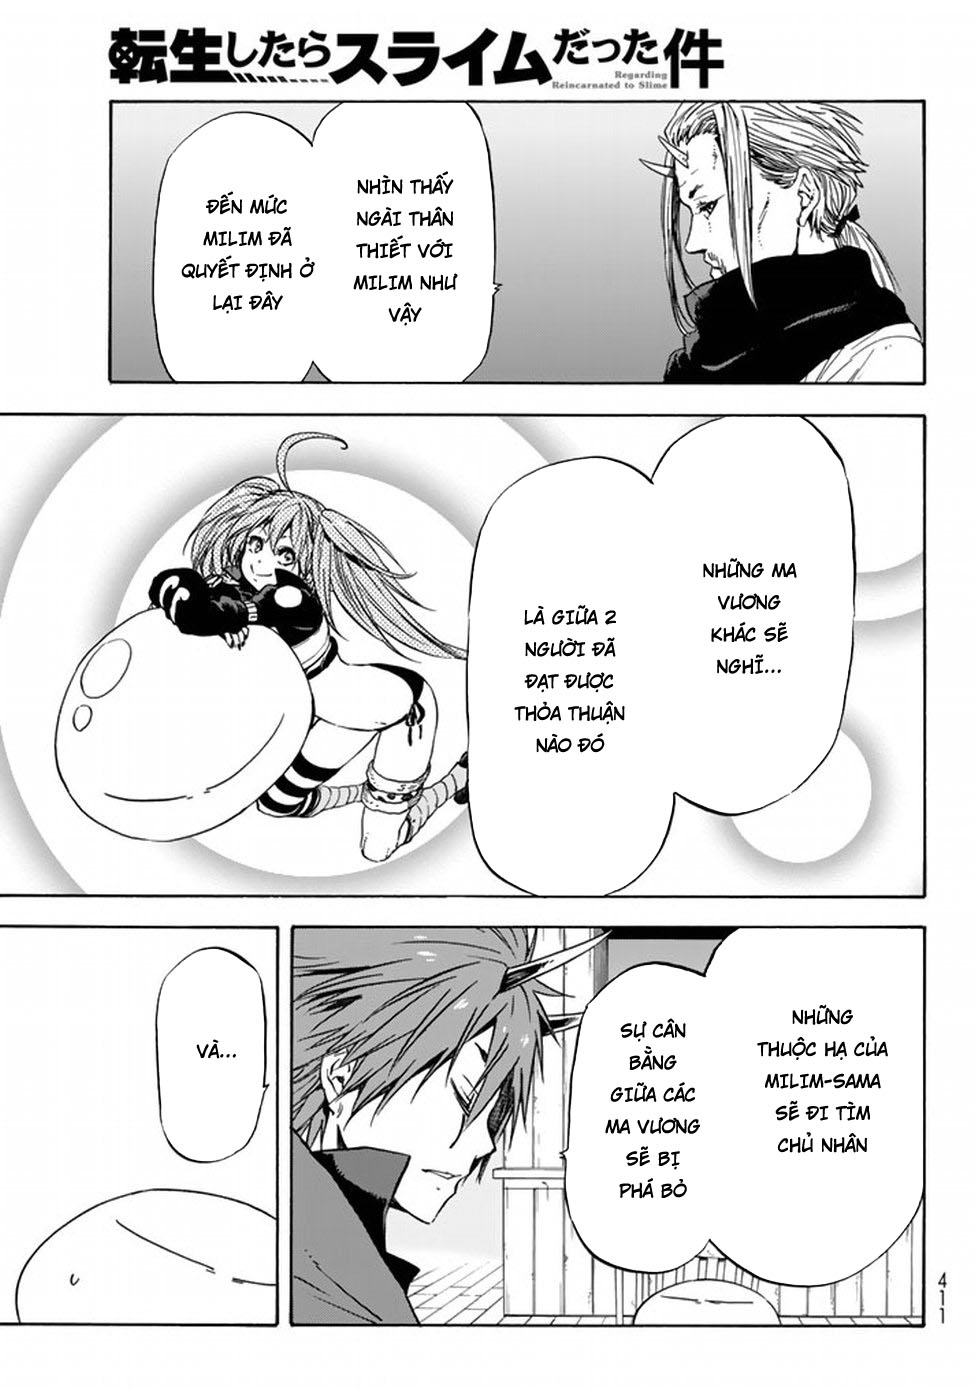 転生したらスライムだった件
Regarding
Reincarnated to Slime
NHÌN THẤY
NGÀI THÂN
THIẾT VỚI
MILIM NHƯ
VẬY
ĐẾN MỨC
MILIM ĐÃ
QUYẾT ĐỊNH Ở
LẠI ĐÂY
NHỮNG MA
VƯƠNG
KHÁC SẼ
NGHĨ...
LÀ GIỮA 2
NGƯỜI ĐÃ
ĐẠT ĐƯỢC
THỎA THUẬN
NÀO ĐÓ
NHỮNG
THUỘC HẠ CỦA
MILIM-SAMA
SẼ ĐI TÌM
CHỦ NHÂN
SỰ CÂN
BẰNG
GIỮA CÁC
MA VƯƠNG
SẼ BỊ
PHÁ BỎ
VÀ...
411